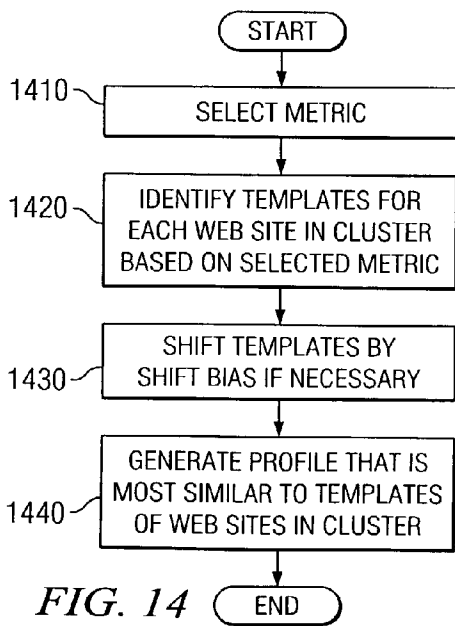 START
1410
SELECT METRIC
1420
IDENTIFY TEMPLATES FOR
EACH WEB SITE IN CLUSTER
BASED ON SELECTED METRIC
1430
SHIFT TEMPLATES BY
SHIFT BIAS IF NECESSARY
1440
GENERATE PROFILE THAT IS
MOST SIMILAR TO TEMPLATES
OF WEB SITES IN CLUSTER
FIG. 14
END